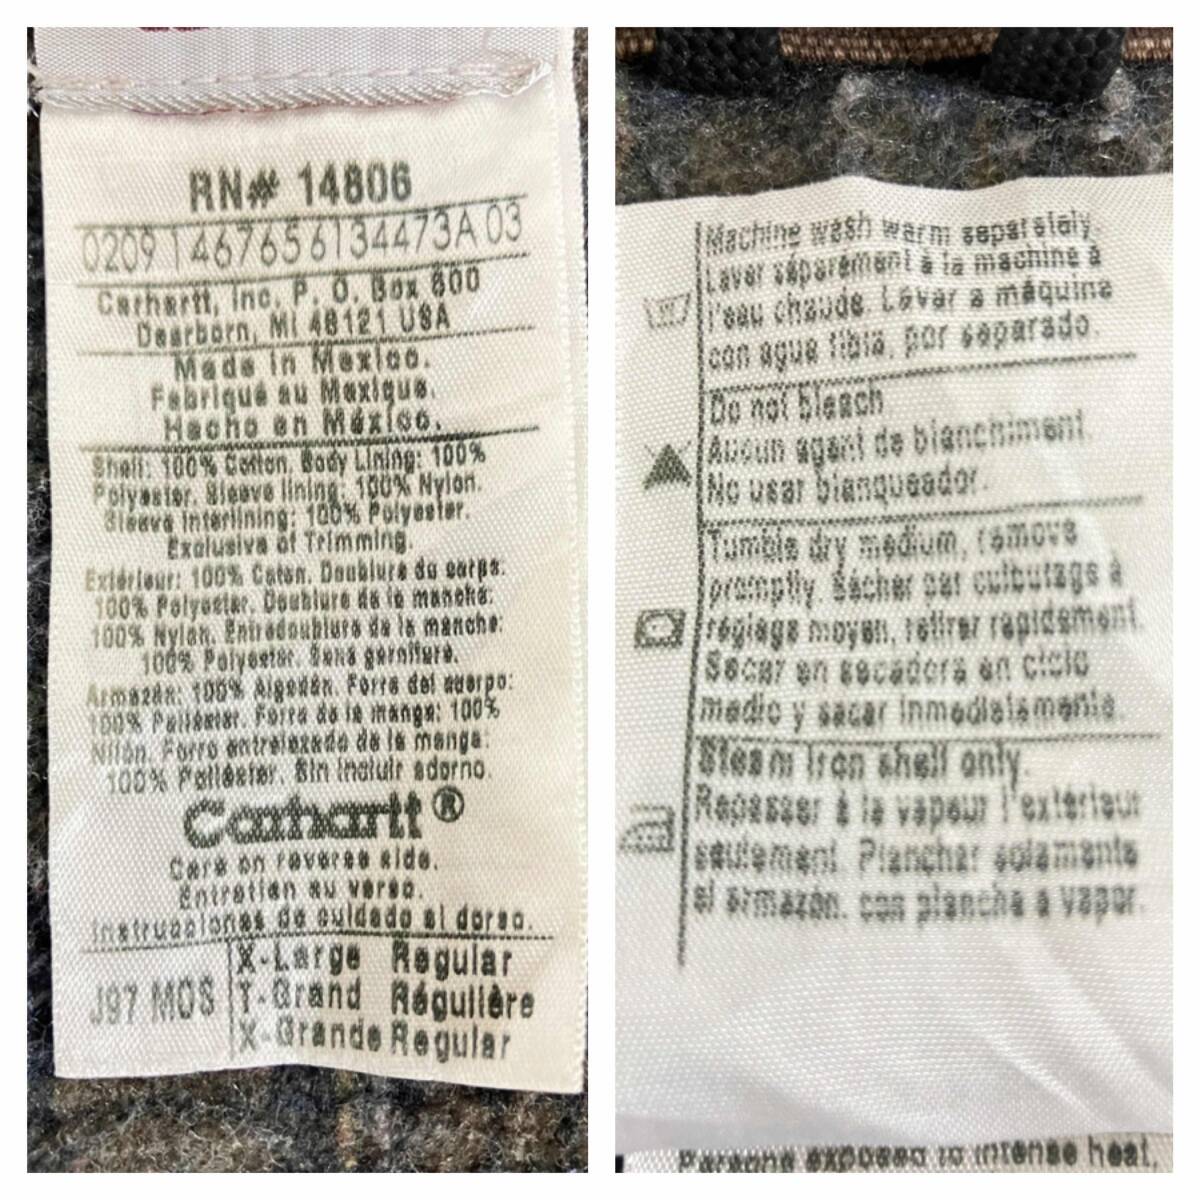 RN# 14806
0209 1467656134473A 03
Carhartt, Inc. P. O. Box 600
Dearborn, MI 48121 USA
Made in Mexico.
Fabriqué au Mexique.
Hecho en México.
Shell: 100% Cotton. Body Lining: 100%
Polyester. Sleeve lining: 100% Nylon.
Sleeve Interlining: 100% Polyester.
Exclusive of Trimming.
Extérieur: 100% Coton. Doublure du corps:
100% Polyester. Doublure de la manche:
100% Nylon. Entredoublure de la manche:
100% Polyester. Sans garniture.
Armazón: 100% Algodón. Forro del cuerpo:
100% Poliéster. Forro de la manga: 100%
Nilón. Forro entrelazado de la manga:
100% Poliéster. Sin incluir adorno.
Carhartt®
Care on reverse side.
Entretien au verso.
Instrucciones de cuidado al dorso.
J97 MOS
X-Large Regular
T-Grand Régulière
X-Grande Regular
Machine wash warm separately.
Laver séparément à la machine à
l'eau chaude. Lavar a máquina
con agua tibia, por separado.
Do not bleach
Aucun agent de blanchiment.
No usar blanqueador.
Tumble dry medium, remove
promptly. Sécher par culbutage à
réglage moyen, retirer rapidement.
Secar en secadora en ciclo
medio y sacar inmediatamente.
Steam iron shell only.
Repasser à la vapeur l'extérieur
seulement. Planchar solamente
el armazón, con plancha a vapor.
Persons exposed to intense heat,